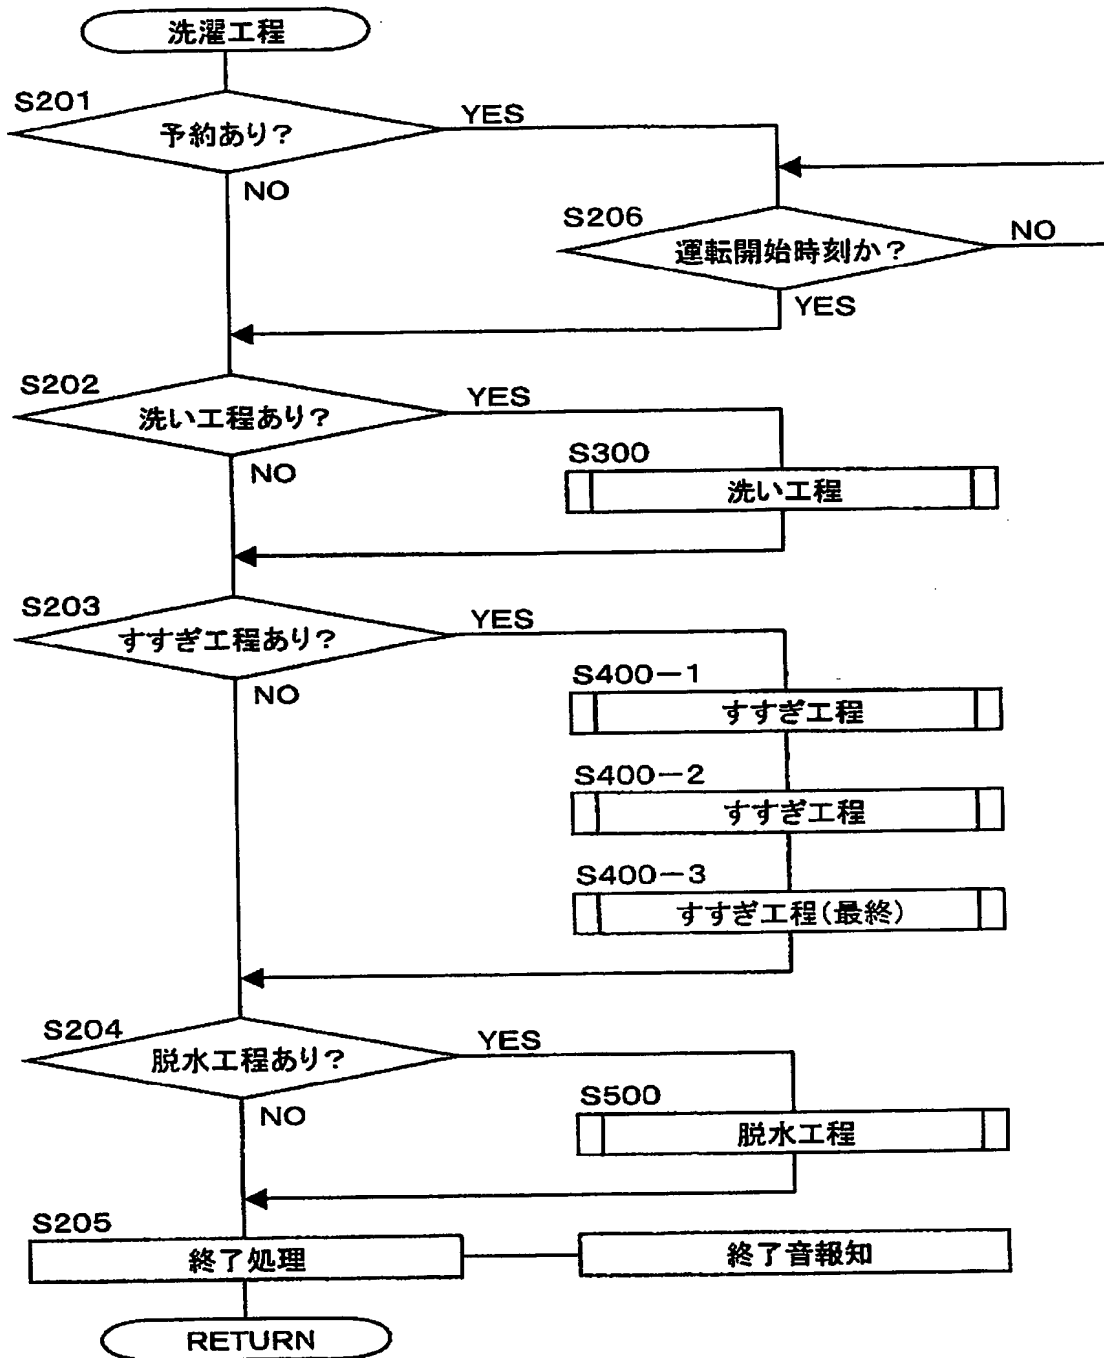 洗濯工程
S201
予約あり?
YES
NO
S206
運転開始時刻か?
NO
YES
S202
洗い工程あり?
YES
NO
S300
洗い工程
S203
すすぎ工程あり?
YES
NO
S400-1
すすぎ工程
S400-2
すすぎ工程
S400-3
すすぎ工程(最終)
S204
脱水工程あり?
YES
NO
S500
脱水工程
S205
終了処理
終了音報知
RETURN